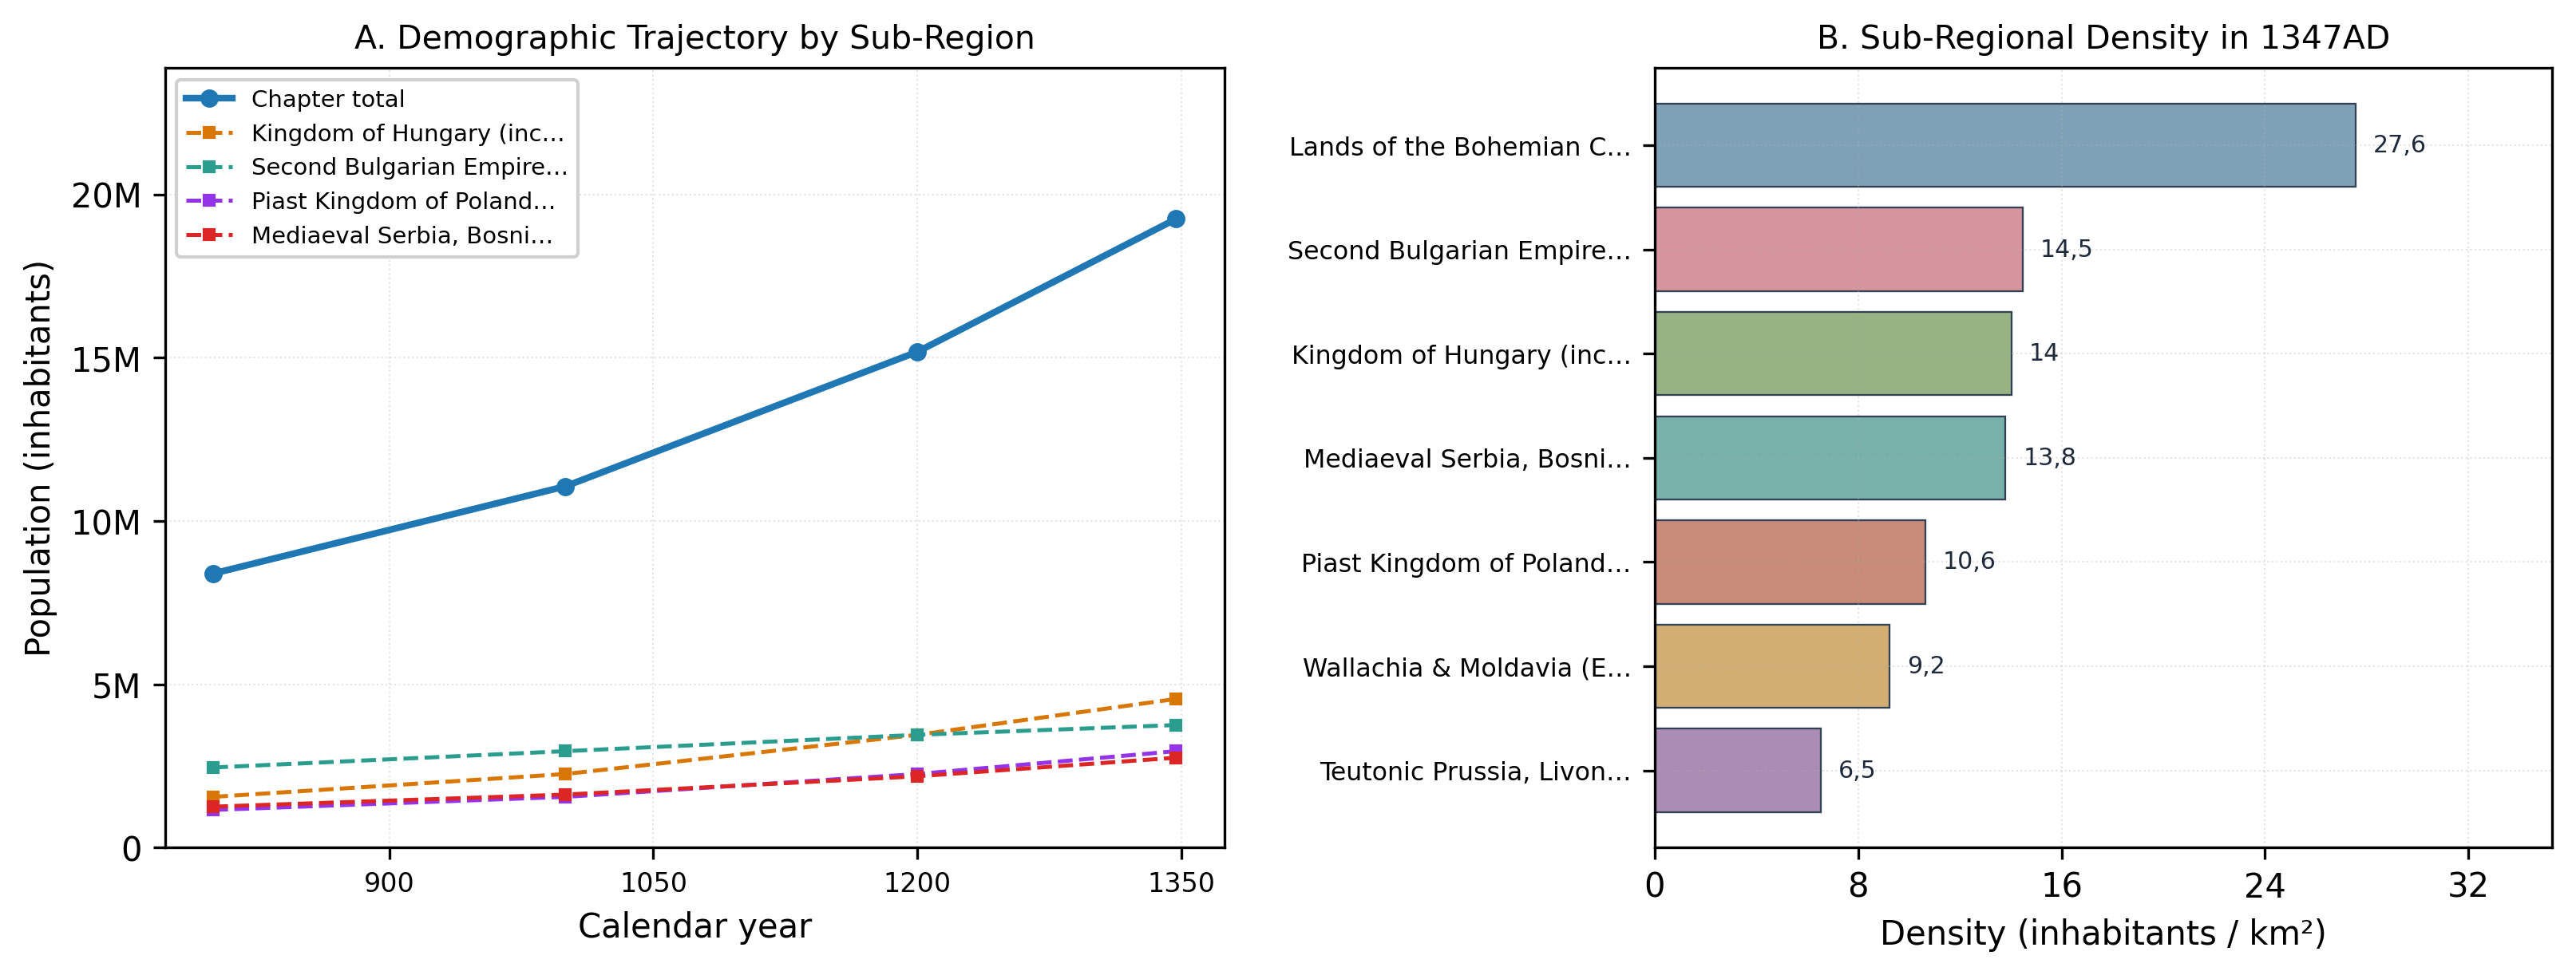 A. Demographic Trajectory by Sub-Region
Chapter total
Kingdom of Hungary (inc...
Second Bulgarian Empire...
Piast Kingdom of Poland...
Mediaeval Serbia, Bosni...
Population (inhabitants)
20M
15M
10M
5M
0
900
1050
1200
1350
Calendar year
B. Sub-Regional Density in 1347AD
Lands of the Bohemian C...
27,6
Second Bulgarian Empire...
14,5
Kingdom of Hungary (inc...
14
Mediaeval Serbia, Bosni...
13,8
Piast Kingdom of Poland...
10,6
Wallachia & Moldavia (E...
9,2
Teutonic Prussia, Livon...
6,5
0
8
16
24
32
Density (inhabitants / km²)